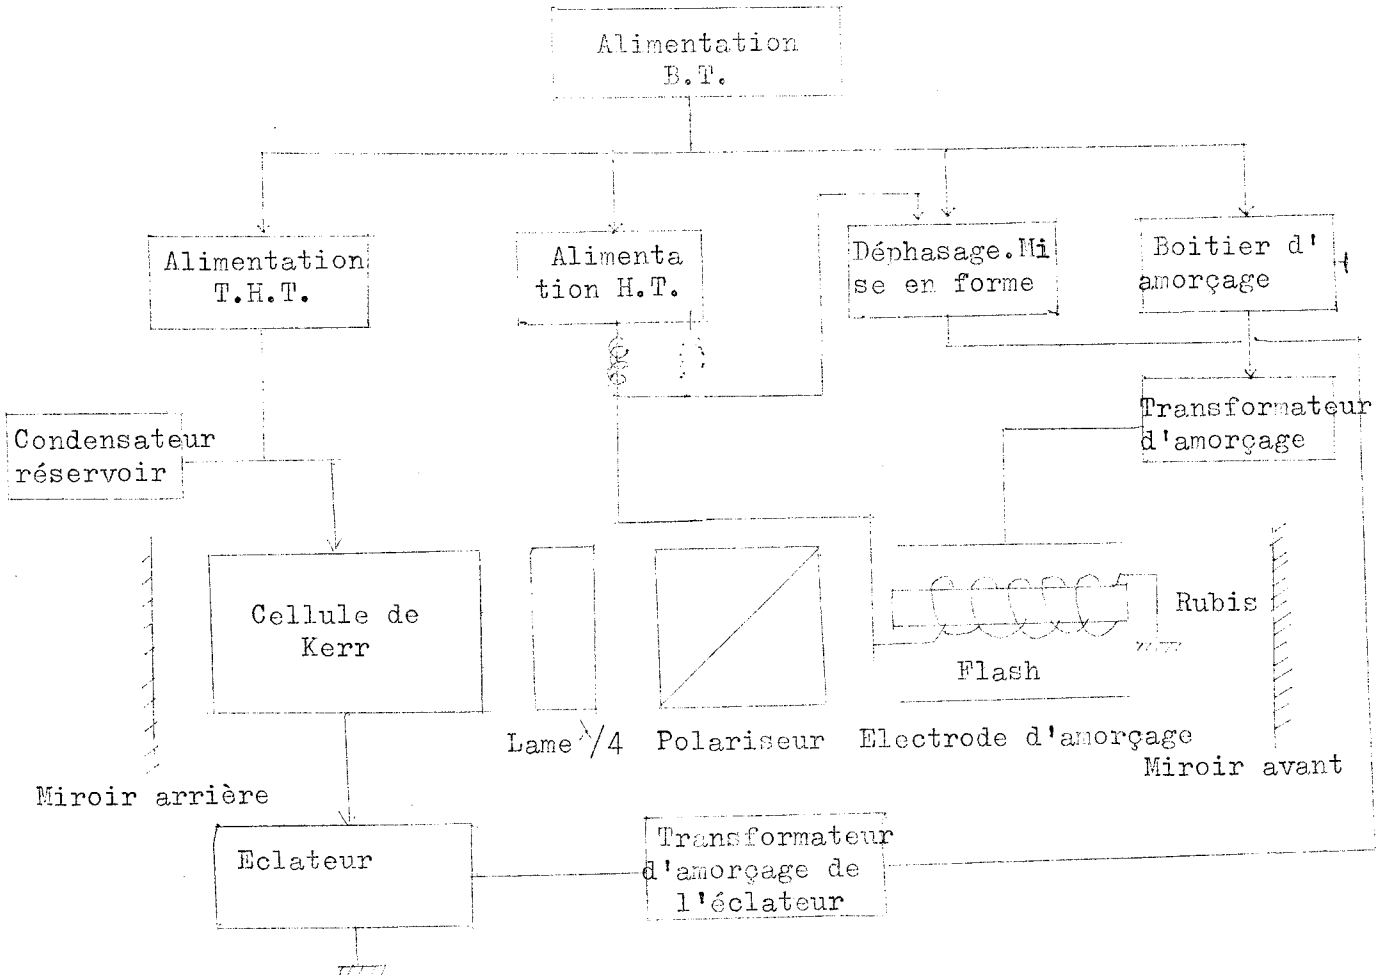 Alimentation
B.T.
Alimentation
T.H.T.
Alimenta
tion H.T.
Déphasage.Mi
se en forme
Boitier d'
amorçage
Condensateur
réservoir
Transformateur
d'amorçage
Cellule de
Kerr
Rubis
Flash
Lame λ/4
Polariseur
Electrode d'amorçage
Miroir avant
Miroir arrière
Eclateur
Transformateur
d'amorçage de
l'éclateur